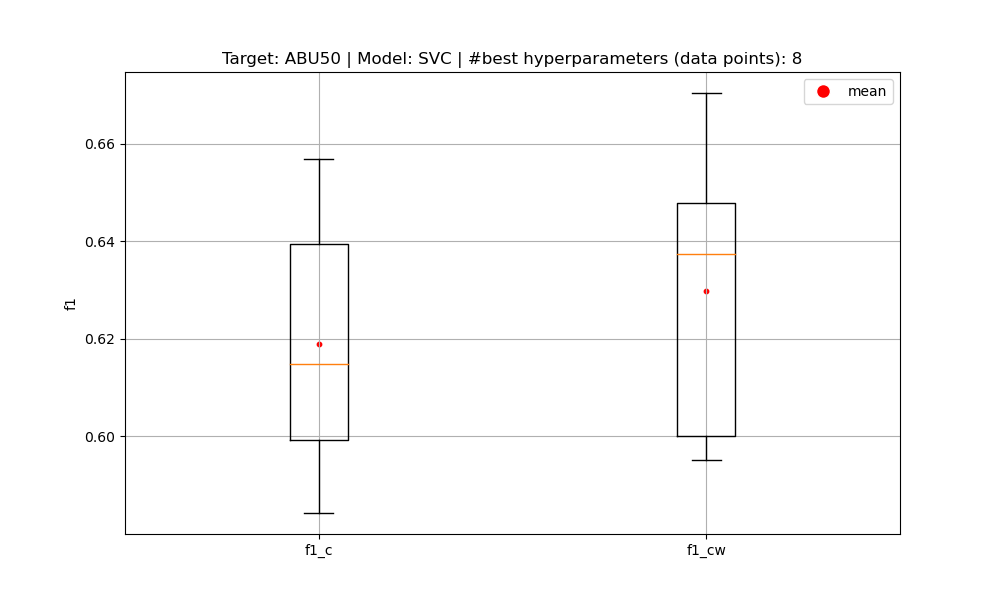 Target: ABU50 | Model: SVC | #best hyperparameters (data points): 8
mean
0.66
0.64
0.62
0.60
f1
f1_c
f1_cw